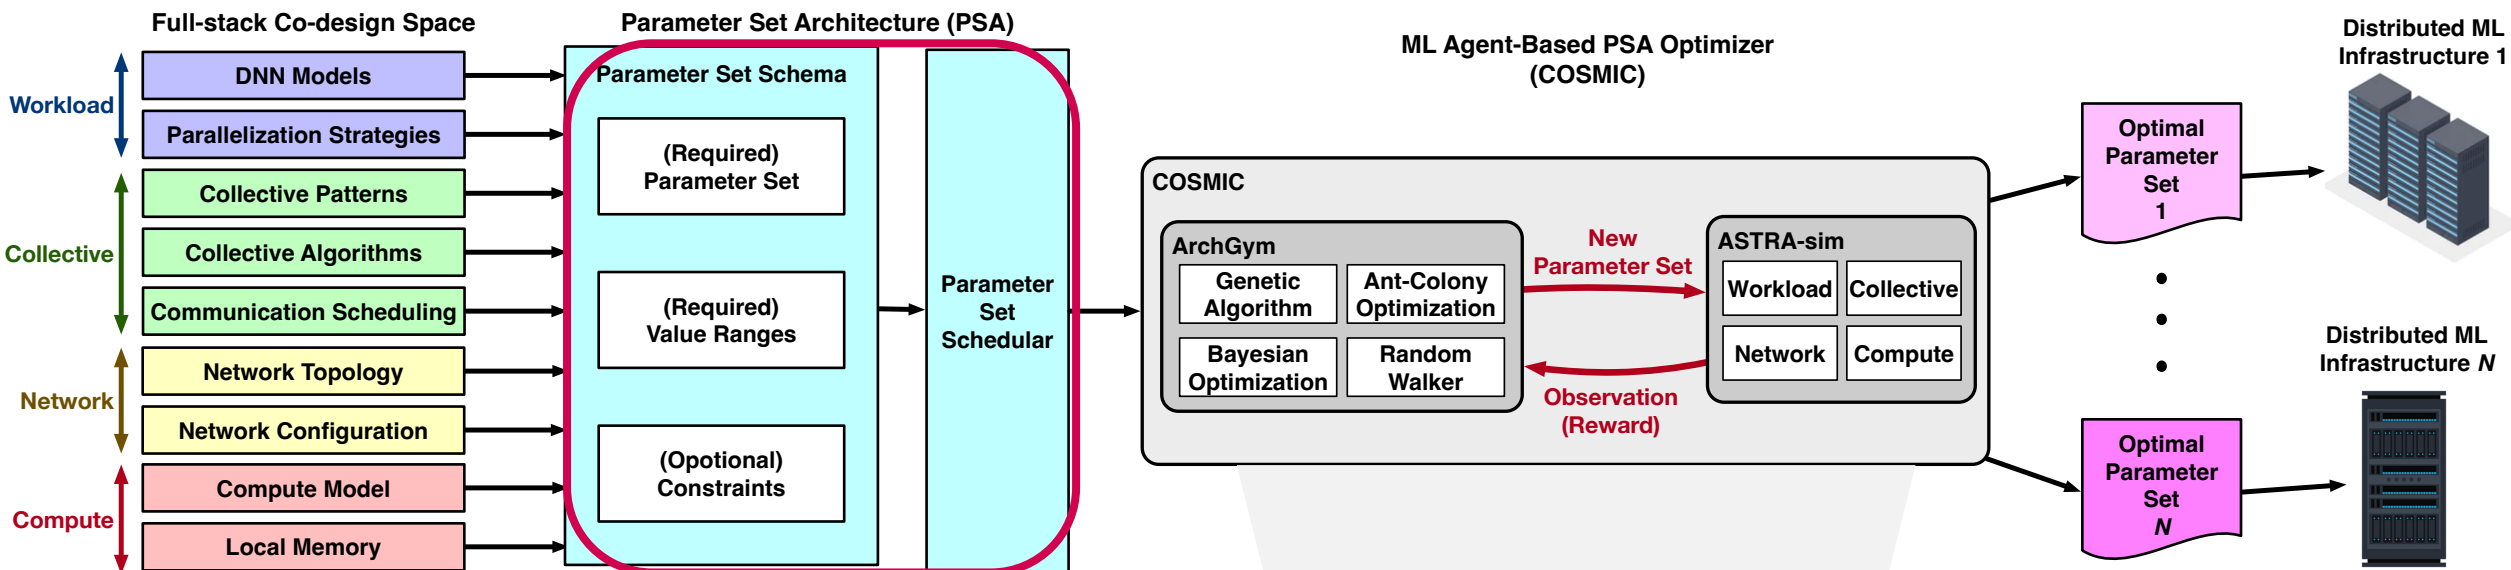 Full-stack Co-design Space
Workload
DNN Models
Parallelization Strategies
Collective
Collective Patterns
Collective Algorithms
Communication Scheduling
Network
Network Topology
Network Configuration
Compute
Compute Model
Local Memory
Parameter Set Architecture (PSA)
Parameter Set Schema
(Required)
Parameter Set
(Required)
Value Ranges
(Opotional)
Constraints
Parameter
Set
Schedular
ML Agent-Based PSA Optimizer
(COSMIC)
COSMIC
ArchGym
Genetic
Algorithm
Ant-Colony
Optimization
Bayesian
Optimization
Random
Walker
New
Parameter Set
Observation
(Reward)
ASTRA-sim
Workload
Collective
Network
Compute
Optimal
Parameter
Set
1
Optimal
Parameter
Set
N
Distributed ML
Infrastructure 1
Distributed ML
Infrastructure N